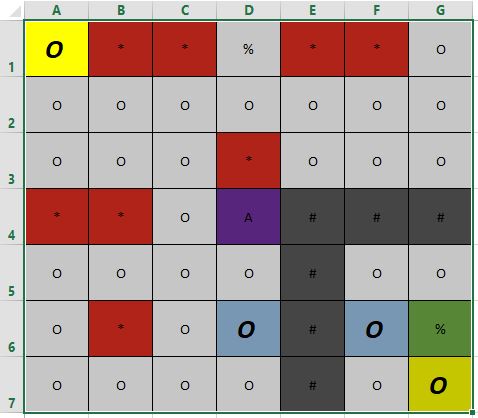 A B C D E F G
1 O * * % * * O
2 O O O O O O O
3 O O O * O O O
4 * * O A # # #
5 O O O O # O O
6 O * O O # O %
7 O O O O # O O